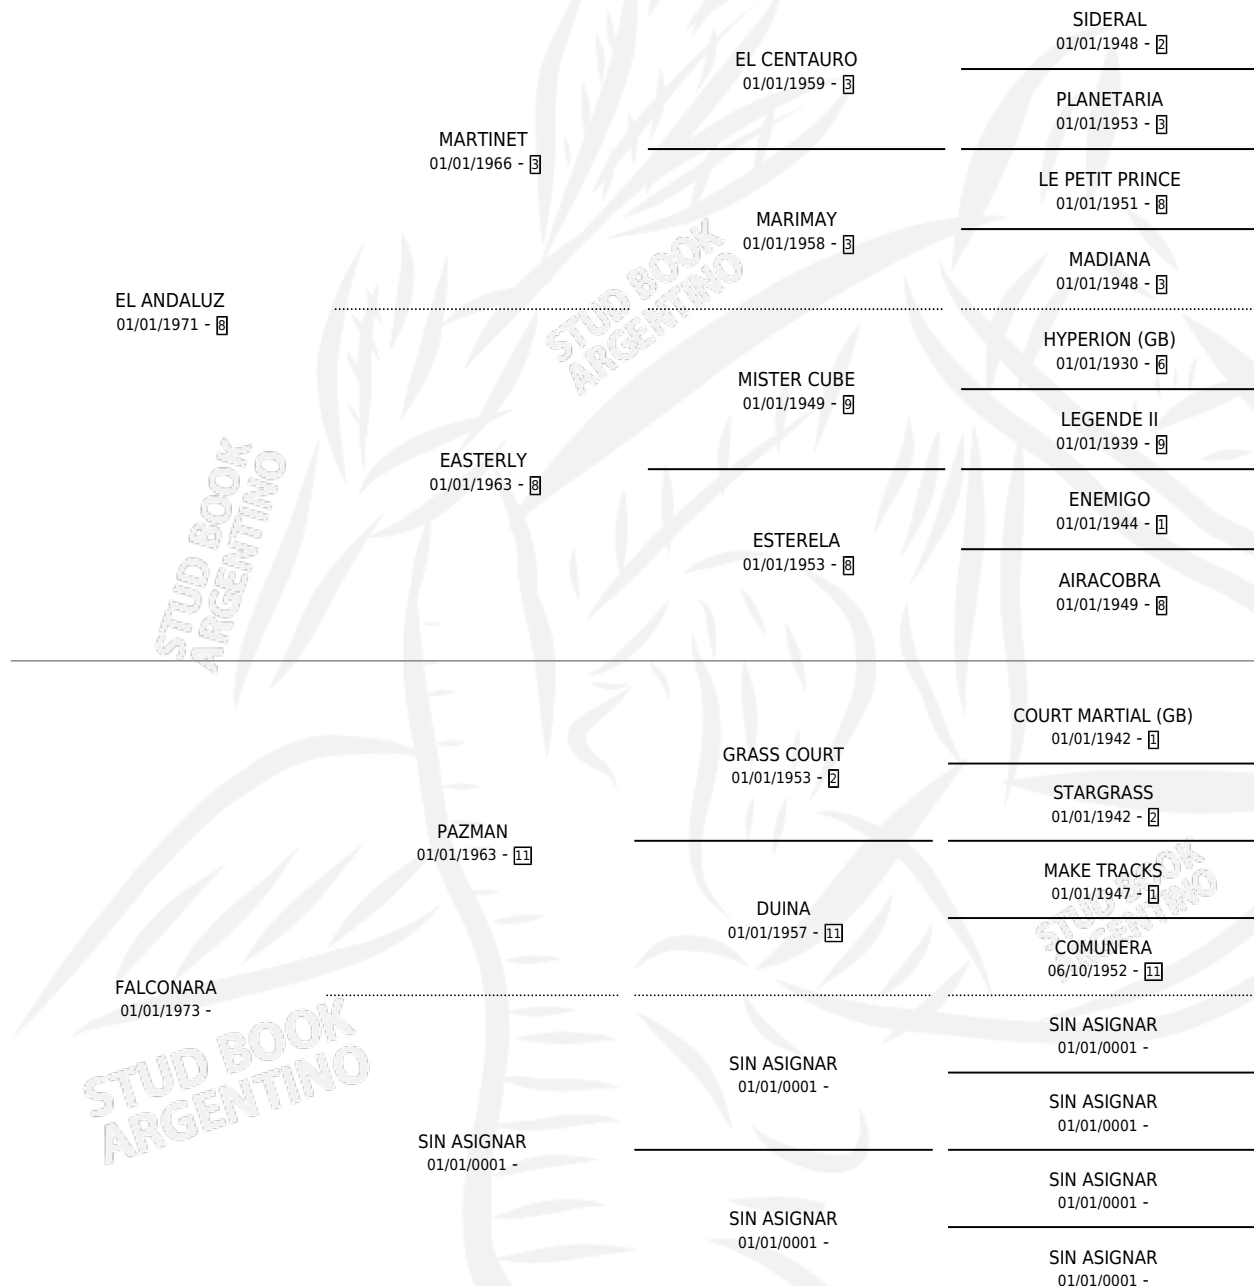 SIDERAL
01/01/1948 - 2
EL CENTAURO
01/01/1959 - 3
PLANETARIA
01/01/1953 - 3
MARTINET
01/01/1966 - 3
LE PETIT PRINCE
01/01/1951 - 8
MARIMAY
01/01/1958 - 3
MADIANA
01/01/1948 - 3
EL ANDALUZ
01/01/1971 - 8
HYPERION (GB)
01/01/1930 - 6
MISTER CUBE
01/01/1949 - 9
LEGENDE II
01/01/1939 - 9
EASTERLY
01/01/1963 - 8
ENEMIGO
01/01/1944 - 1
ESTERELA
01/01/1953 - 8
AIRACOBRA
01/01/1949 - 8
COURT MARTIAL (GB)
01/01/1942 - 1
GRASS COURT
01/01/1953 - 2
STARGRASS
01/01/1942 - 2
PAZMAN
01/01/1963 - 11
MAKE TRACKS
01/01/1947 - 1
DUINA
01/01/1957 - 11
COMUNERA
06/10/1952 - 11
FALCONARA
01/01/1973 -
SIN ASIGNAR
01/01/0001 -
SIN ASIGNAR
01/01/0001 -
SIN ASIGNAR
01/01/0001 -
SIN ASIGNAR
01/01/0001 -
SIN ASIGNAR
01/01/0001 -
SIN ASIGNAR
01/01/0001 -
SIN ASIGNAR
01/01/0001 -
STUD BOOK
ARGENTINO
STUD BOOK
ARGENTINO
STUD BOOK
ARGENTINO
STUD BOOK
ARGENTINO